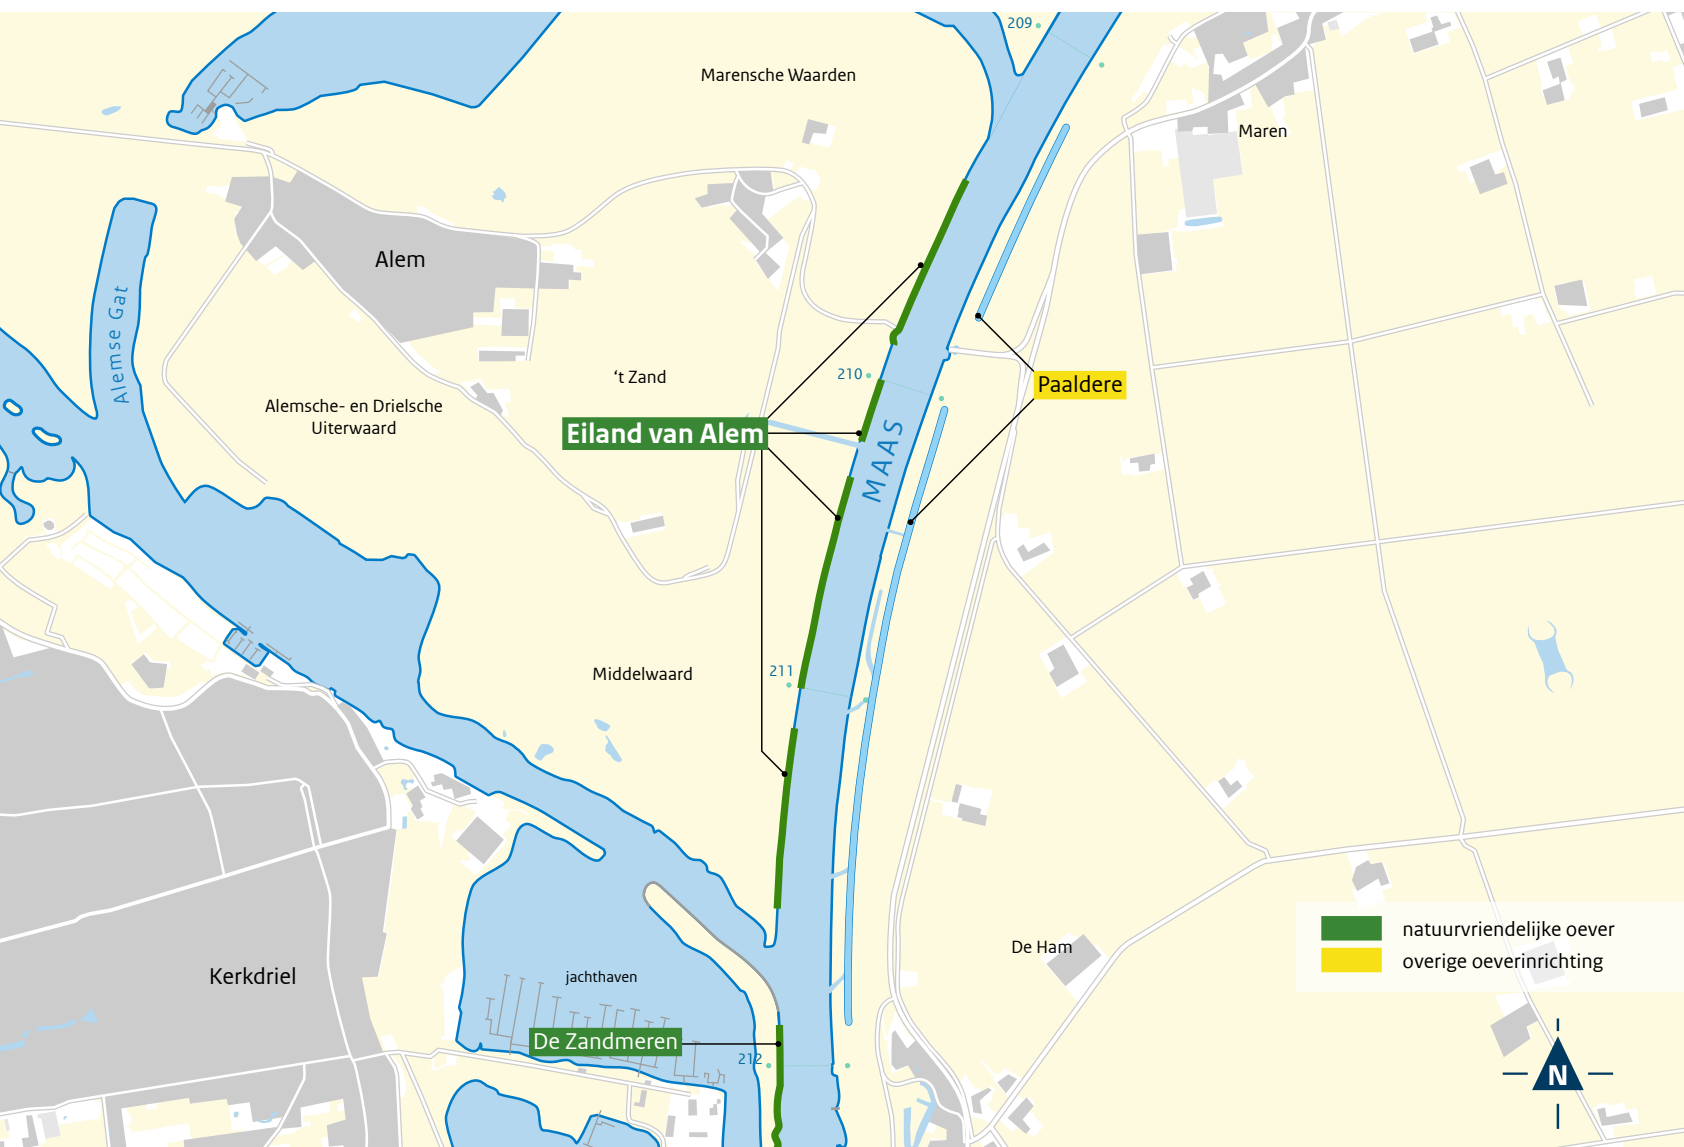 209
Marensche Waarden
Maren
Alem
Alemse Gat
't Zand
210
Paaldere
Alemsche- en Drielsche
Uiterwaard
Eiland van Alem
MAAS
211
Middelwaard
natuurvriendelijke oever
De Ham
overige oeverinrichting
Kerkdriel
jachthaven
De Zandmeren
212
N